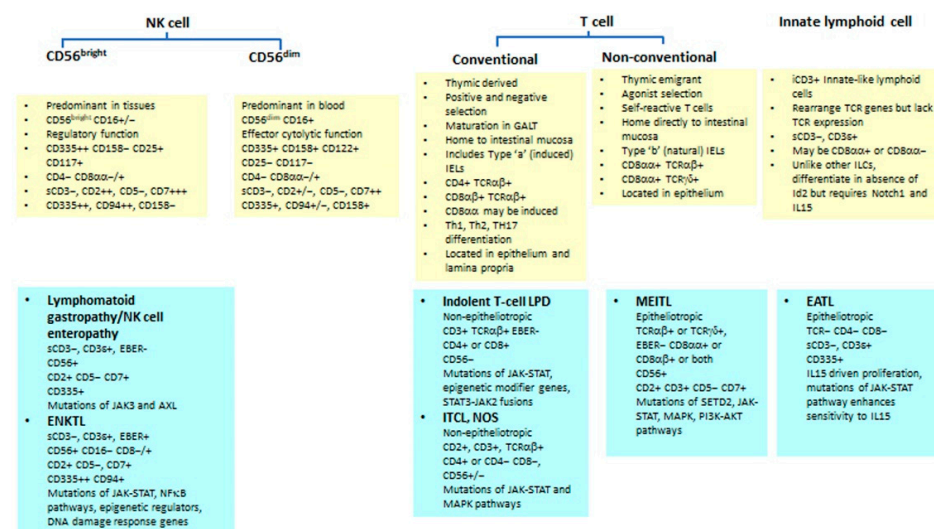 NK cell
CD56bright
CD56dim
• Predominant in tissues
• CD56bright CD16+/−
• Regulatory function
• CD335++ CD158− CD25+
CD117+
• CD4− CD8αα−/+
• sCD3−, CD2++, CD5−, CD7+++
• CD335++, CD94++, CD158−
Predominant in blood
CD56dim CD16+
Effector cytolytic function
CD335+ CD158+ CD122+
CD25− CD117−
CD4− CD8αα−/+
sCD3−, CD2+/−, CD5−, CD7++
CD335+, CD94+/−, CD158+
T cell
Conventional
Non-conventional
• Thymic derived
• Positive and negative
selection
• Maturation in GALT
• Home to intestinal mucosa
• Includes Type ‘a’ (induced)
IELs
• CD4+ TCRαβ+
• CD8αβ+ TCRαβ+
• CD8αα may be induced
• Th1, Th2, TH17
differentiation
• Located in epithelium and
lamina propria
• Thymic emigrant
• Agonist selection
• Self-reactive T cells
• Home directly to intestinal
mucosa
• Type ‘b’ (natural) IELs
• CD8αα+ TCRαβ+
• CD8αα+ TCRγδ+
• Located in epithelium
Innate lymphoid cell
• iCD3+ Innate-like lymphoid
cells
• Rearrange TCR genes but lack
TCR expression
• sCD3−, CD3ε+
• May be CD8αα+ or CD8αα−
• Unlike other ILCs,
differentiate in absence of
Id2 but requires Notch1 and
IL15
• Lymphomatoid
gastropathy/NK cell
enteropathy
sCD3−, CD3ε+, EBER-
CD56+
CD2+ CD5− CD7+
CD335+
Mutations of JAK3 and AXL
• ENKTL
sCD3−, CD3ε+, EBER+
CD56+ CD16− CD8−/+
CD2+ CD5−, CD7+
CD335++ CD94+
Mutations of JAK-STAT, NFκB
pathways, epigenetic regulators,
DNA damage response genes
• Indolent T-cell LPD
Non-epitheliotropic
CD3+ TCRαβ+ EBER-
CD4+ or CD8+
CD56−
Mutations of JAK-STAT,
epigenetic modifier genes,
STAT3-JAK2 fusions
• ITCL, NOS
Non-epitheliotropic
CD2+, CD3+, TCRαβ+
CD4+ or CD4− CD8−,
CD56+/−
Mutations of JAK-STAT and
MAPK pathways
• MEITL
Epitheliotropic
TCRαβ+ or TCRγδ+,
EBER− CD8αα+ or
CD8αβ+ or both
CD56+
CD2+ CD3+ CD5− CD7+
Mutations of SETD2, JAK-
STAT, MAPK, PI3K-AKT
pathways
• EATL
Epitheliotropic
TCR− CD4− CD8−
sCD3−, CD3ε+
CD335+
IL15 driven proliferation,
mutations of JAK-STAT
pathway enhances
sensitivity to IL15